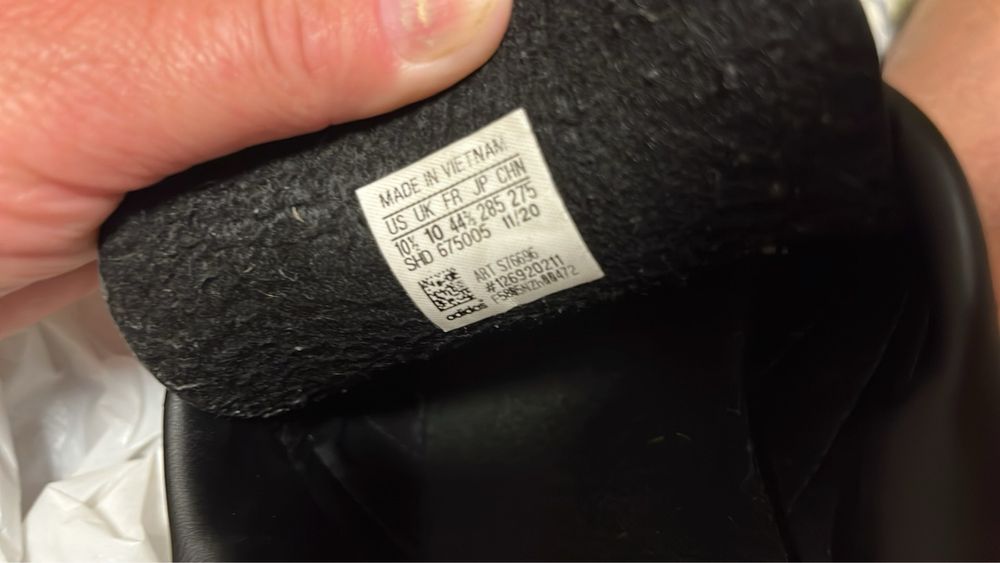 MADE IN VIETNAM
US UK FR JP CHN
10½ 10 44⅔ 285 275
SHD 675005 11/20
ART S76696
#126920211
adidas